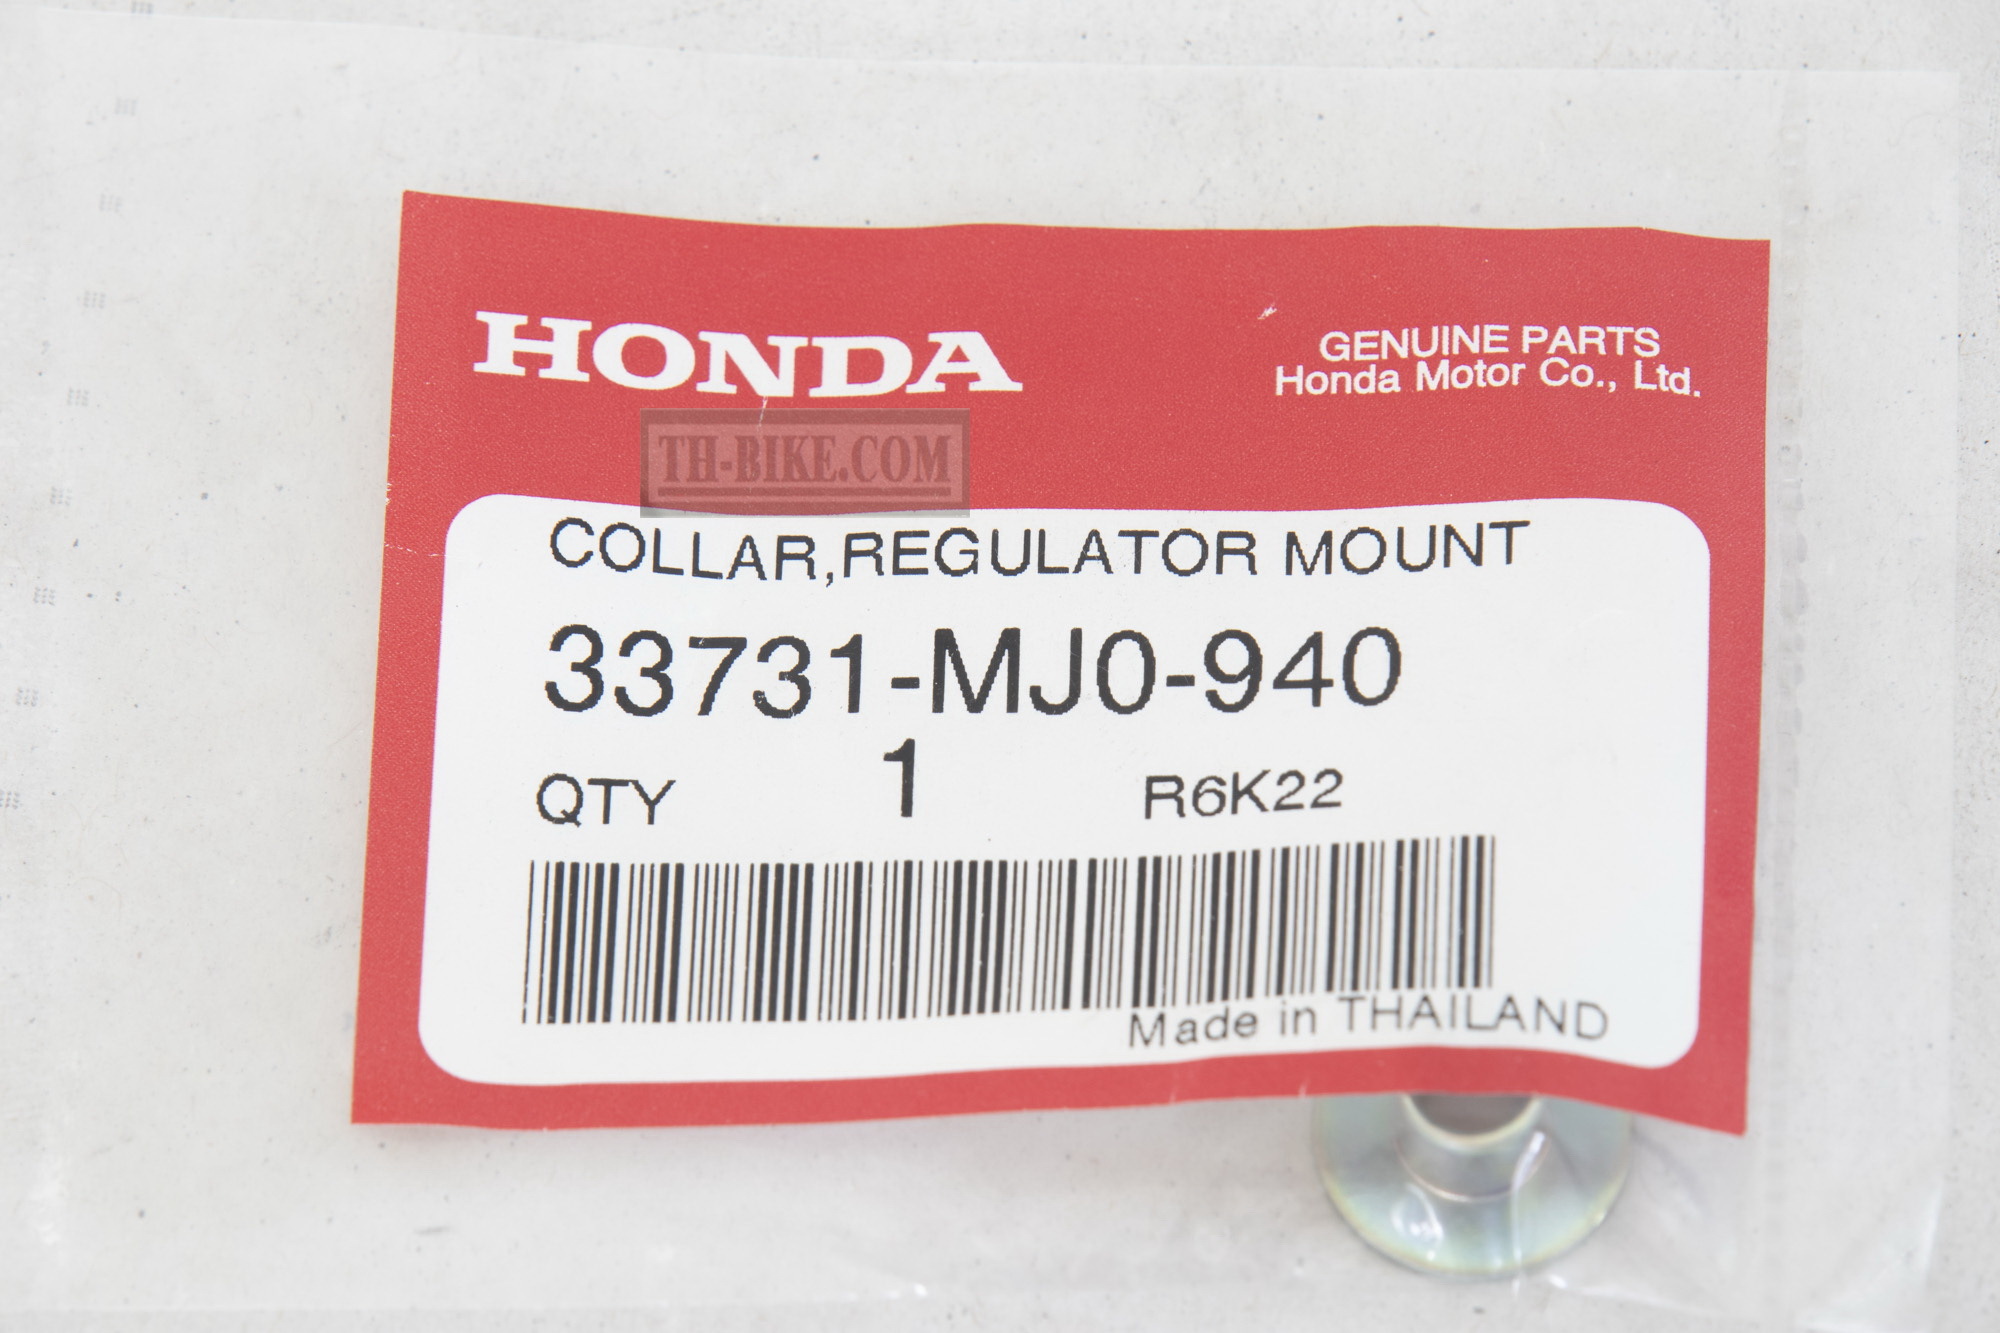 HONDA
GENUINE PARTS
Honda Motor Co., Ltd.
TH-BIKE.COM
COLLAR,REGULATOR MOUNT
33731-MJ0-940
QTY 1 R6K22
Made in THAILAND